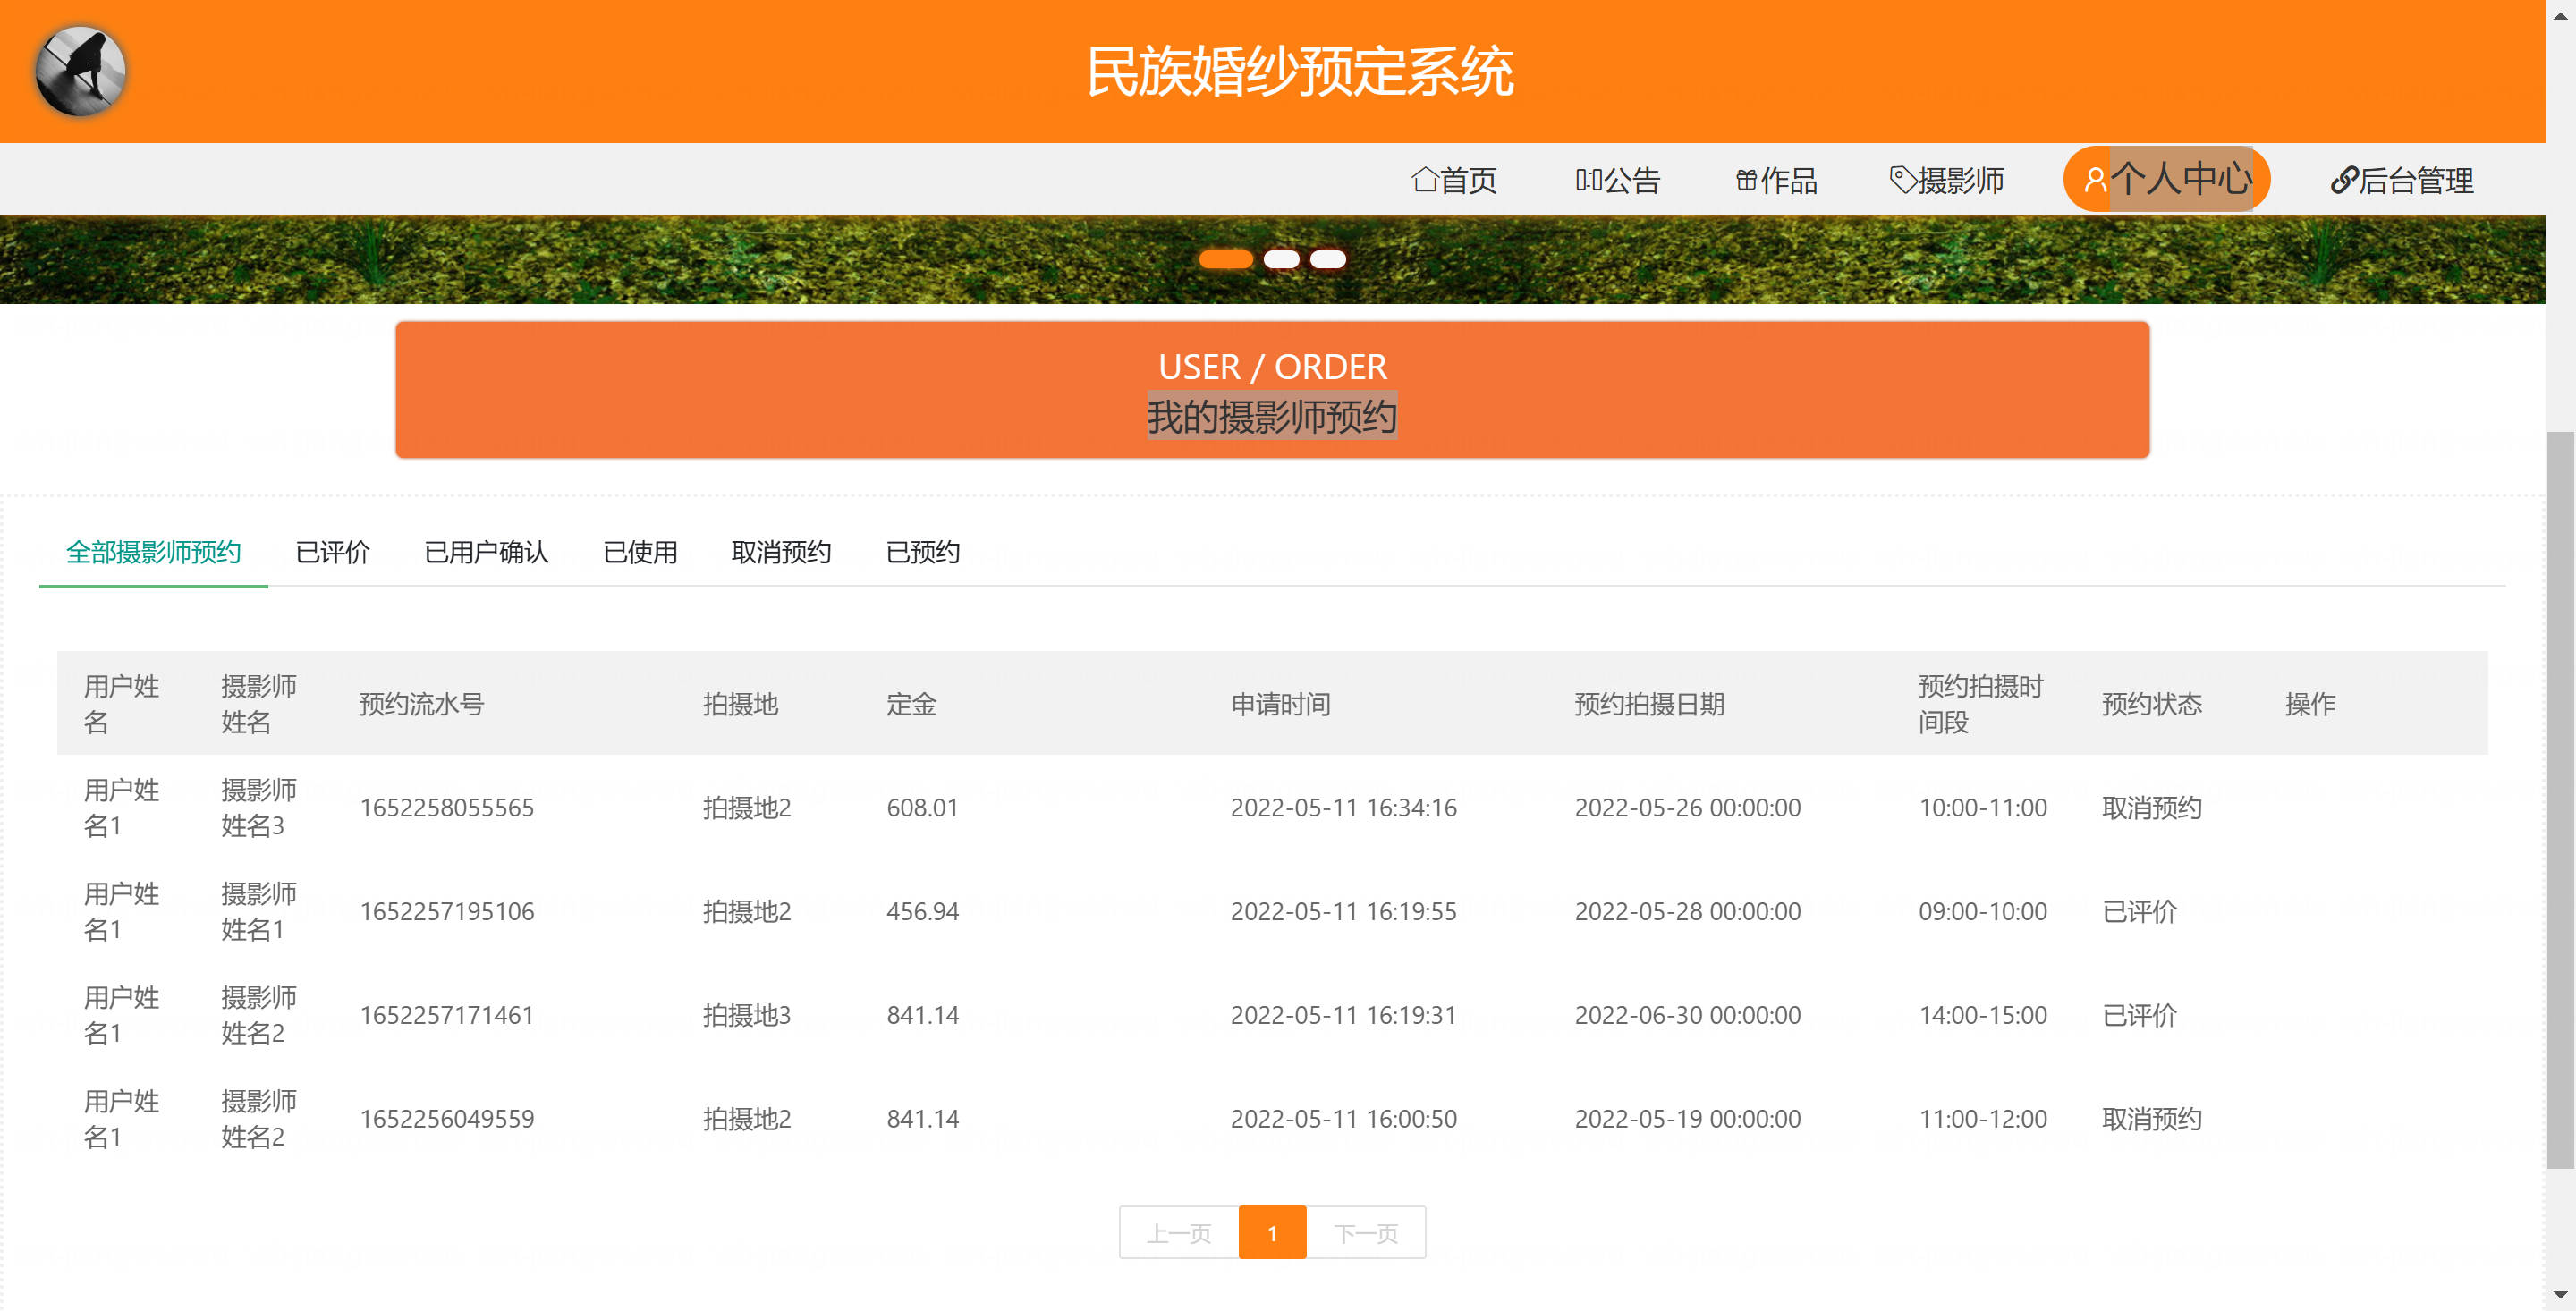 民族婚纱预定系统
首页 公告 作品 摄影师 个人中心 后台管理
USER / ORDER
我的摄影师预约
全部摄影师预约 已评价 已用户确认 已使用 取消预约 已预约
用户姓名 摄影师姓名 预约流水号 拍摄地 定金 申请时间 预约拍摄日期 预约拍摄时间段 预约状态 操作
用户姓名1 摄影师姓名3 1652258055565 拍摄地2 608.01 2022-05-11 16:34:16 2022-05-26 00:00:00 10:00-11:00 取消预约
用户姓名1 摄影师姓名1 1652257195106 拍摄地2 456.94 2022-05-11 16:19:55 2022-05-28 00:00:00 09:00-10:00 已评价
用户姓名1 摄影师姓名2 1652257171461 拍摄地3 841.14 2022-05-11 16:19:31 2022-06-30 00:00:00 14:00-15:00 已评价
用户姓名1 摄影师姓名2 1652256049559 拍摄地2 841.14 2022-05-11 16:00:50 2022-05-19 00:00:00 11:00-12:00 取消预约
上一页 1 下一页